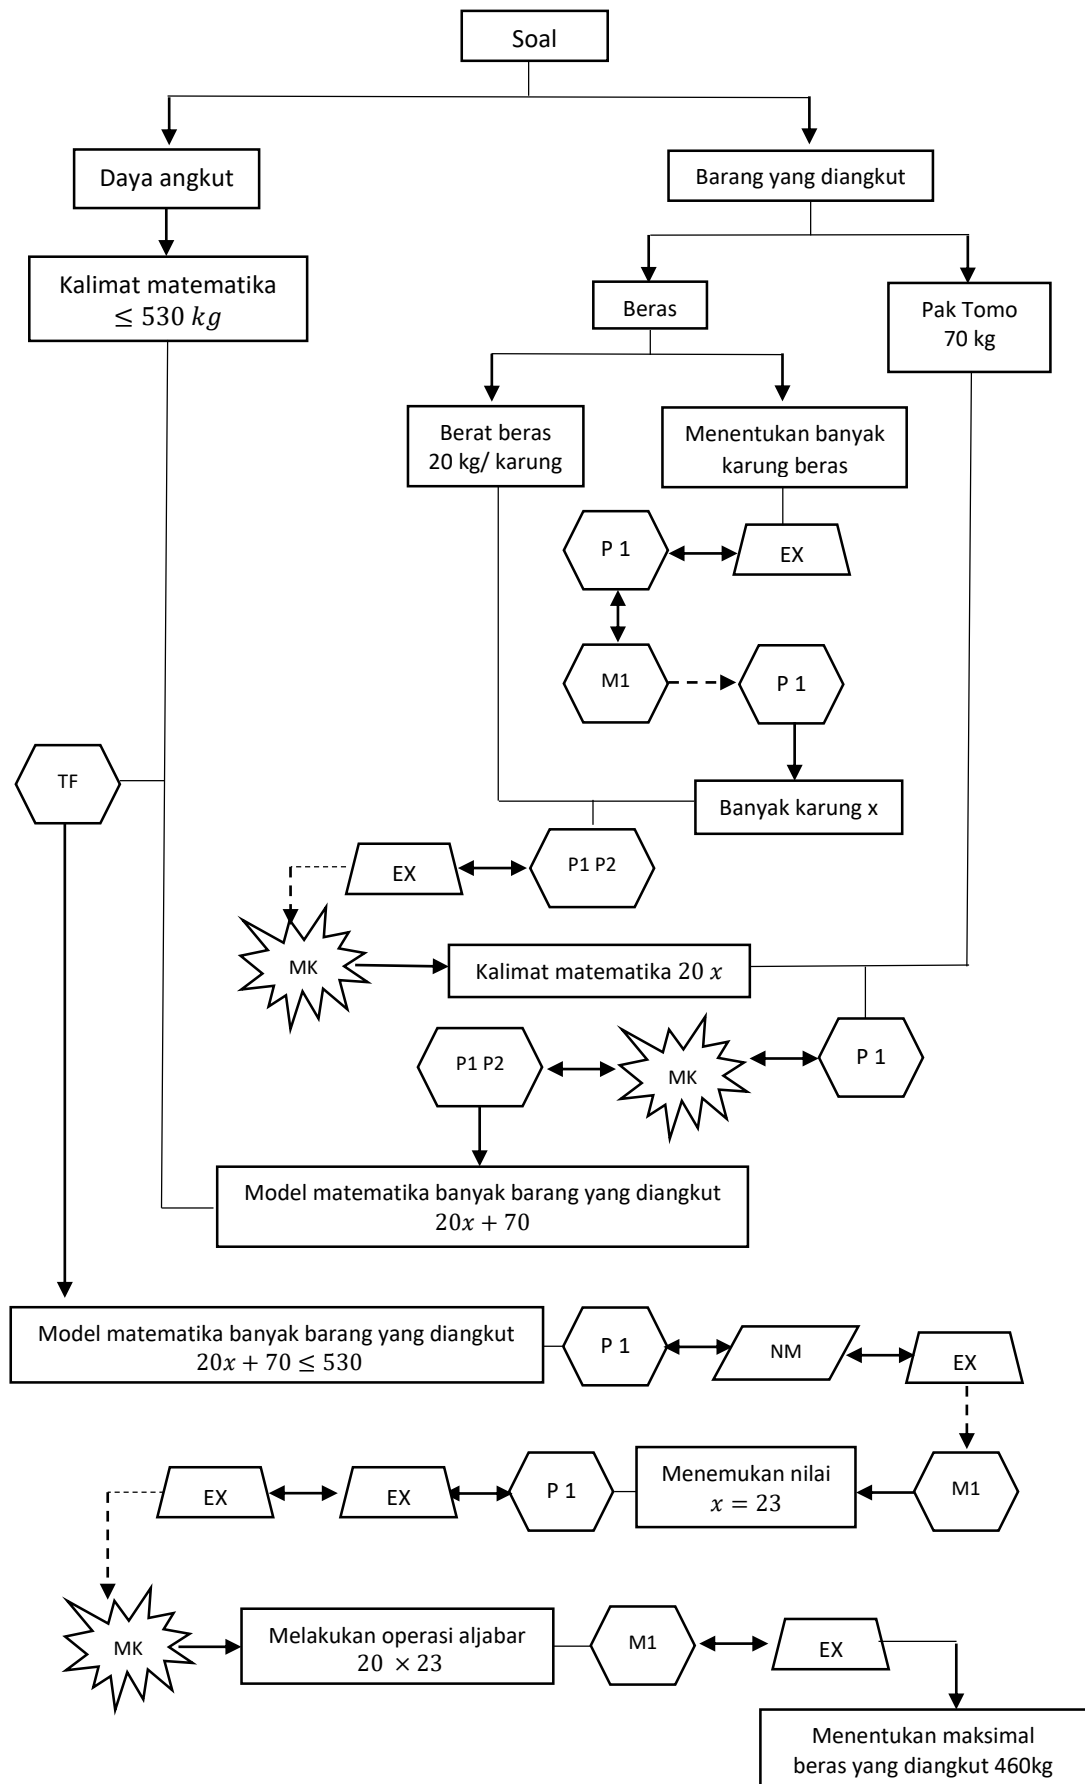 Soal
Daya angkut
Barang yang diangkut
Kalimat matematika
≤ 530 kg
Beras
Pak Tomo
70 kg
Berat beras
20 kg/ karung
Menentukan banyak
karung beras
P 1
EX
M1
P 1
TF
Banyak karung x
EX
P1 P2
MK
Kalimat matematika 20 x
P1 P2
MK
P 1
Model matematika banyak barang yang diangkut
20x + 70
Model matematika banyak barang yang diangkut
20x + 70 ≤ 530
P 1
NM
EX
EX
EX
P 1
Menemukan nilai
x = 23
M1
MK
Melakukan operasi aljabar
20 × 23
M1
EX
Menentukan maksimal
beras yang diangkut 460kg